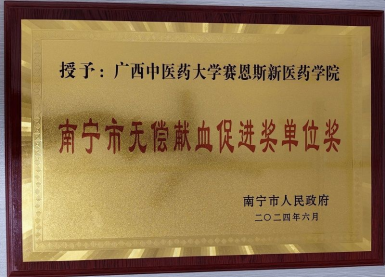 授予：广西中医药大学赛恩斯新医药学院
南宁市无偿献血促进奖单位奖
南宁市人民政府
二〇二四年六月